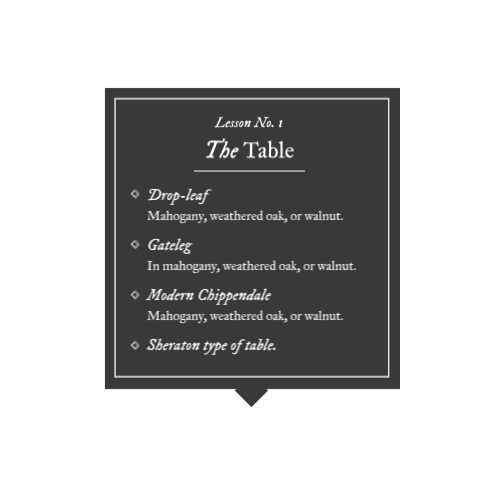 Lesson No. 1
The Table
Drop-leaf
Mahogany, weathered oak, or walnut.
Gateleg
In mahogany, weathered oak, or walnut.
Modern Chippendale
Mahogany, weathered oak, or walnut.
Sheraton type of table.